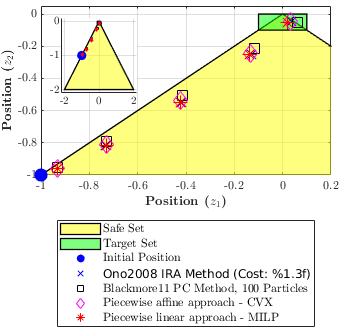 0
-0.2
-0.4
-0.6
-0.8
-1
0
-1
-2
-2
0
2
-1
-0.8
-0.6
-0.4
-0.2
0
0.2
Position (z₂)
Position (z₁)
Safe Set
Target Set
Initial Position
Ono2008 IRA Method (Cost: %1.3f)
Blackmore11 PC Method, 100 Particles
Piecewise affine approach - CVX
Piecewise linear approach - MILP